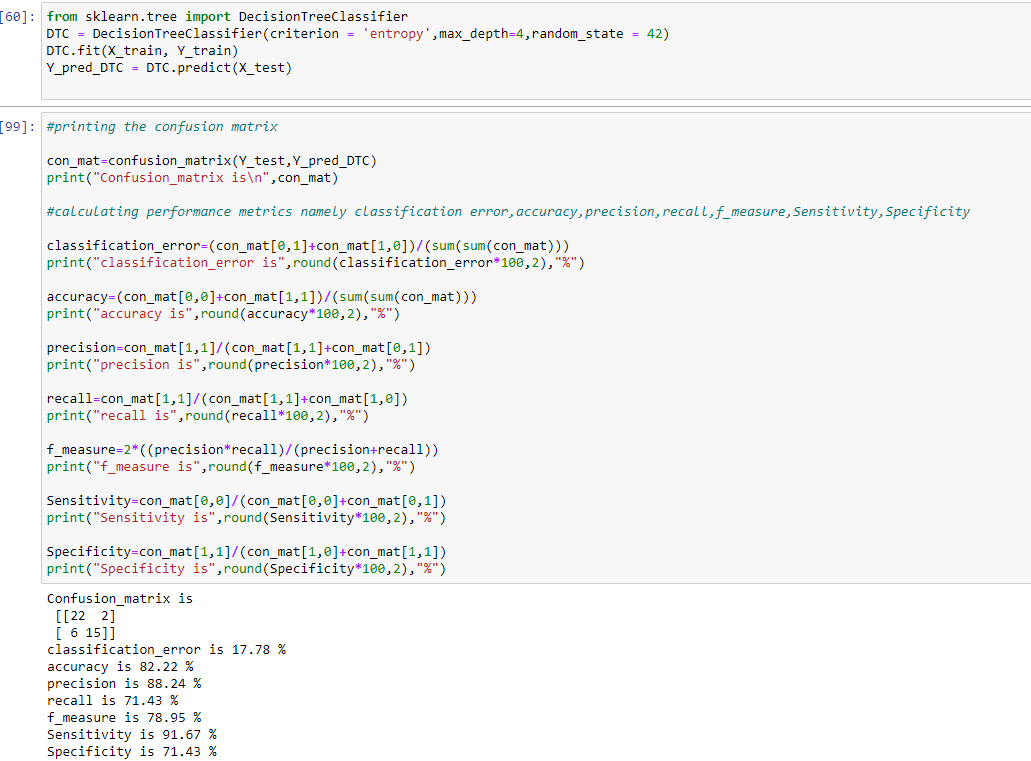 [60]: from sklearn.tree import DecisionTreeClassifier
DTC = DecisionTreeClassifier(criterion = 'entropy',max_depth=4,random_state = 42)
DTC.fit(X_train, Y_train)
Y_pred_DTC = DTC.predict(X_test)
[99]: #printing the confusion matrix
con_mat=confusion_matrix(Y_test,Y_pred_DTC)
print("Confusion_matrix is\n",con_mat)
#calculating performance metrics namely classification error,accuracy,precision,recall,f_measure,Sensitivity,Specificity
classification_error=(con_mat[0,1]+con_mat[1,0])/(sum(sum(con_mat)))
print("classification_error is",round(classification_error*100,2),"%")
accuracy=(con_mat[0,0]+con_mat[1,1])/(sum(sum(con_mat)))
print("accuracy is",round(accuracy*100,2),"%")
precision=con_mat[1,1]/(con_mat[1,1]+con_mat[0,1])
print("precision is",round(precision*100,2),"%")
recall=con_mat[1,1]/(con_mat[1,1]+con_mat[1,0])
print("recall is",round(recall*100,2),"%")
f_measure=2*((precision*recall)/(precision+recall))
print("f_measure is",round(f_measure*100,2),"%")
Sensitivity=con_mat[0,0]/(con_mat[0,0]+con_mat[0,1])
print("Sensitivity is",round(Sensitivity*100,2),"%")
Specificity=con_mat[1,1]/(con_mat[1,0]+con_mat[1,1])
print("Specificity is",round(Specificity*100,2),"%")
Confusion_matrix is
[[22  2]
[ 6 15]]
classification_error is 17.78 %
accuracy is 82.22 %
precision is 88.24 %
recall is 71.43 %
f_measure is 78.95 %
Sensitivity is 91.67 %
Specificity is 71.43 %